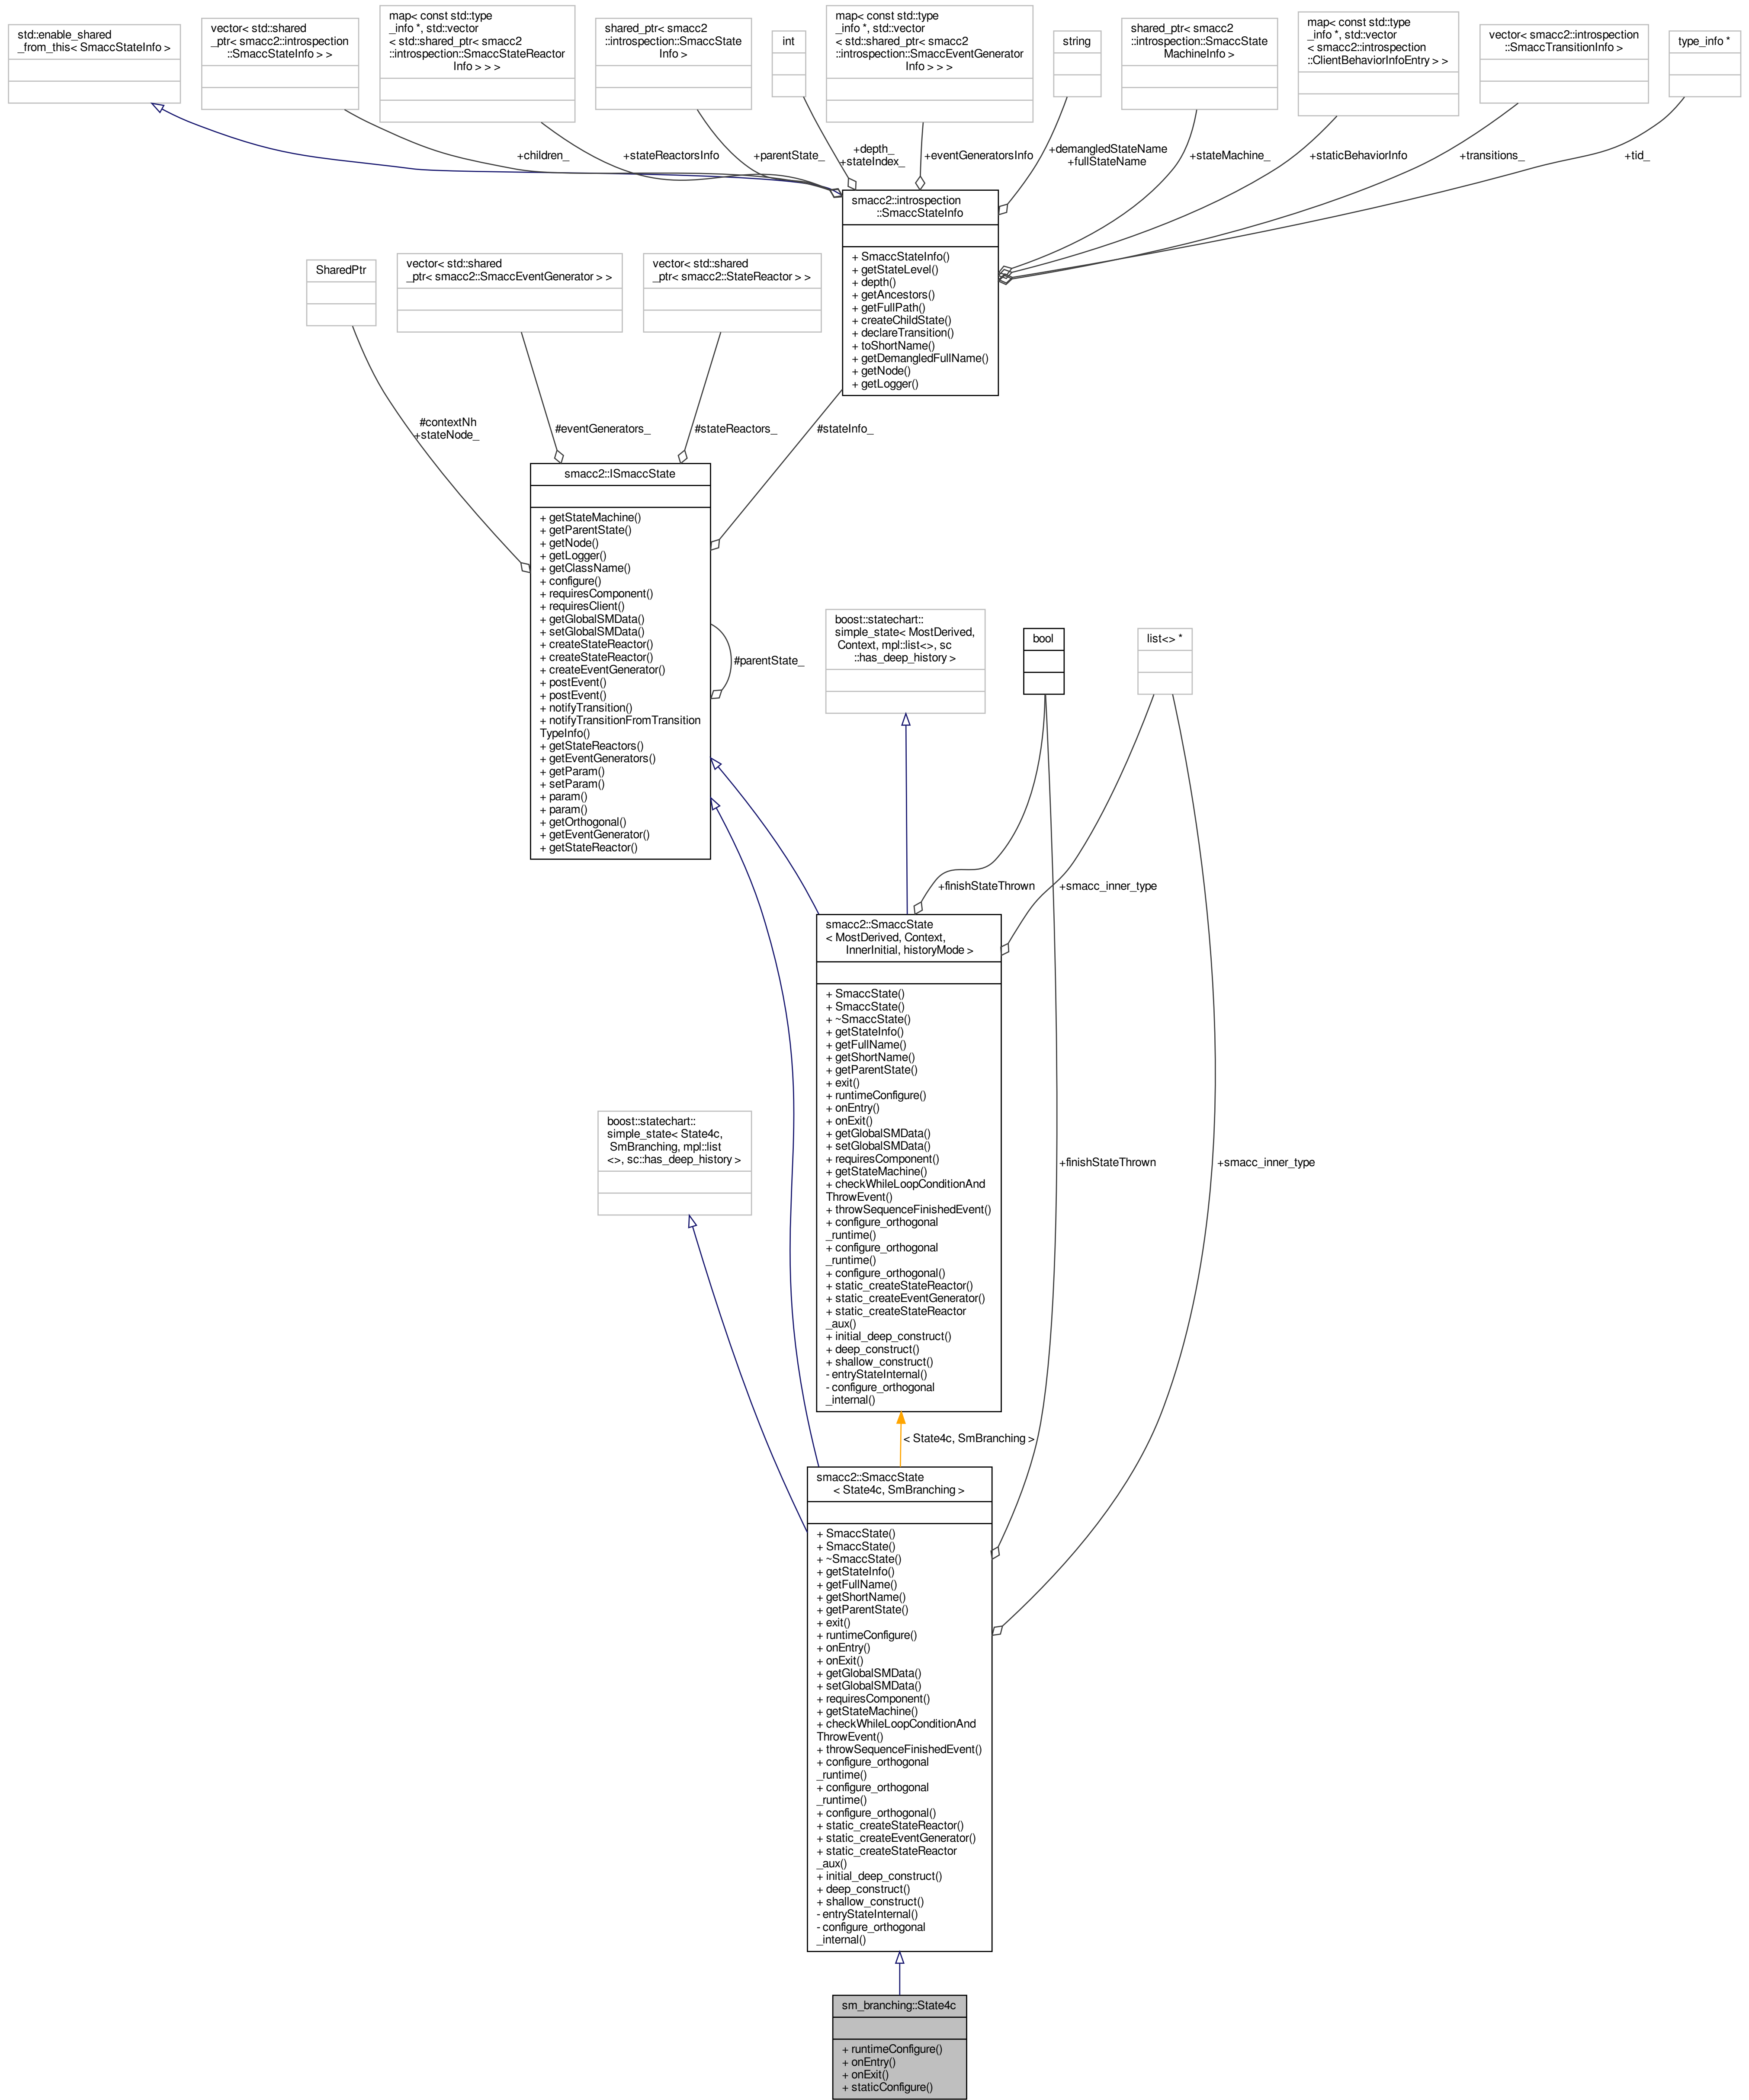 std::enable_shared
_from_this< SmaccStateInfo >
vector< std::shared
_ptr< smacc2::introspection
::SmaccStateInfo > >
map< const std::type
_info *, std::vector
< std::shared_ptr< smacc2
::introspection::SmaccStateReactor
Info > > >
shared_ptr< smacc2
::introspection::SmaccState
Info >
int
map< const std::type
_info *, std::vector
< std::shared_ptr< smacc2
::introspection::SmaccEventGenerator
Info > > >
string
shared_ptr< smacc2
::introspection::SmaccState
MachineInfo >
map< const std::type
_info *, std::vector
< smacc2::introspection
::ClientBehaviorInfoEntry > >
vector< smacc2::introspection
::SmaccTransitionInfo >
type_info *
+children_
+stateReactorsInfo
+parentState_
+depth_
+stateIndex_
+eventGeneratorsInfo
+demangledStateName
+fullStateName
+stateMachine_
+staticBehaviorInfo
+transitions_
+tid_
smacc2::introspection
::SmaccStateInfo
+ SmaccStateInfo()
+ getStateLevel()
+ depth()
+ getAncestors()
+ getFullPath()
+ createChildState()
+ declareTransition()
+ toShortName()
+ getDemangledFullName()
+ getNode()
+ getLogger()
SharedPtr
vector< std::shared
_ptr< smacc2::SmaccEventGenerator > >
vector< std::shared
_ptr< smacc2::StateReactor > >
#contextNh
+stateNode_
#eventGenerators_
#stateReactors_
#stateInfo_
smacc2::ISmaccState
+ getStateMachine()
+ getParentState()
+ getNode()
+ getLogger()
+ getClassName()
+ configure()
+ requiresComponent()
+ requiresClient()
+ getGlobalSMData()
+ setGlobalSMData()
+ createStateReactor()
+ createStateReactor()
+ createEventGenerator()
+ postEvent()
+ postEvent()
+ notifyTransition()
+ notifyTransitionFromTransition
TypeInfo()
+ getStateReactors()
+ getEventGenerators()
+ getParam()
+ setParam()
+ param()
+ param()
+ getOrthogonal()
+ getEventGenerator()
+ getStateReactor()
#parentState_
boost::statechart::
simple_state< MostDerived,
Context, mpl::list<>, sc
::has_deep_history >
bool
list<> *
+finishStateThrown
+smacc_inner_type
smacc2::SmaccState
< MostDerived, Context,
InnerInitial, historyMode >
+ SmaccState()
+ SmaccState()
+ ~SmaccState()
+ getStateInfo()
+ getFullName()
+ getShortName()
+ getParentState()
+ exit()
+ runtimeConfigure()
+ onEntry()
+ onExit()
+ getGlobalSMData()
+ setGlobalSMData()
+ requiresComponent()
+ getStateMachine()
+ checkWhileLoopConditionAnd
ThrowEvent()
+ throwSequenceFinishedEvent()
+ configure_orthogonal
_runtime()
+ configure_orthogonal
_runtime()
+ configure_orthogonal()
+ static_createStateReactor()
+ static_createEventGenerator()
+ static_createStateReactor
_aux()
+ initial_deep_construct()
+ deep_construct()
+ shallow_construct()
- entryStateInternal()
- configure_orthogonal
_internal()
boost::statechart::
simple_state< State4c,
SmBranching, mpl::list
<>, sc::has_deep_history >
+finishStateThrown
+smacc_inner_type
< State4c, SmBranching >
smacc2::SmaccState
< State4c, SmBranching >
+ SmaccState()
+ SmaccState()
+ ~SmaccState()
+ getStateInfo()
+ getFullName()
+ getShortName()
+ getParentState()
+ exit()
+ runtimeConfigure()
+ onEntry()
+ onExit()
+ getGlobalSMData()
+ setGlobalSMData()
+ requiresComponent()
+ getStateMachine()
+ checkWhileLoopConditionAnd
ThrowEvent()
+ throwSequenceFinishedEvent()
+ configure_orthogonal
_runtime()
+ configure_orthogonal
_runtime()
+ configure_orthogonal()
+ static_createStateReactor()
+ static_createEventGenerator()
+ static_createStateReactor
_aux()
+ initial_deep_construct()
+ deep_construct()
+ shallow_construct()
- entryStateInternal()
- configure_orthogonal
_internal()
sm_branching::State4c
+ runtimeConfigure()
+ onEntry()
+ onExit()
+ staticConfigure()